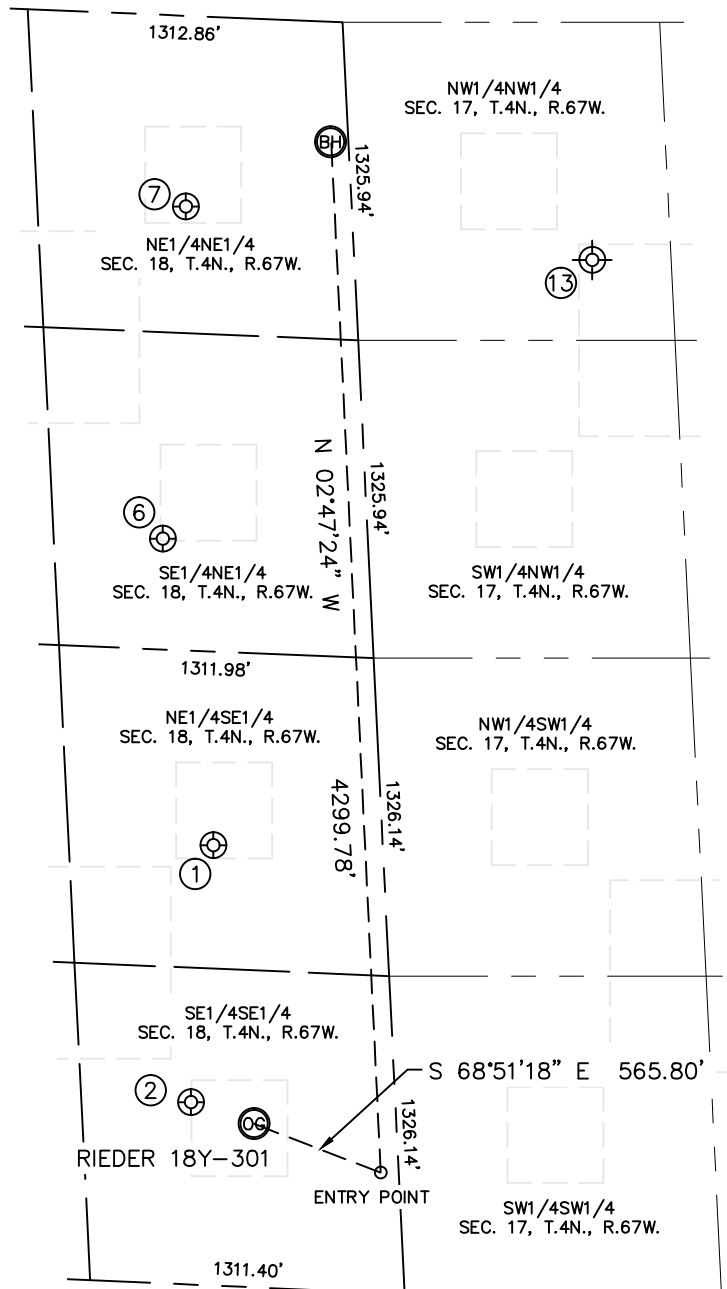 1312.86'
NW1/4NW1/4
SEC. 17, T.4N., R.67W.
BH
1325.94'
7
NE1/4NE1/4
SEC. 18, T.4N., R.67W.
13
N 02°47'24" W
1325.94'
6
SE1/4NE1/4
SEC. 18, T.4N., R.67W.
SW1/4NW1/4
SEC. 17, T.4N., R.67W.
1311.98'
NE1/4SE1/4
SEC. 18, T.4N., R.67W.
NW1/4SW1/4
SEC. 17, T.4N., R.67W.
4299.78'
1326.14'
1
SE1/4SE1/4
SEC. 18, T.4N., R.67W.
S 68°51'18" E 565.80'
2
OG
1326.14'
RIEDER 18Y-301
ENTRY POINT
SW1/4SW1/4
SEC. 17, T.4N., R.67W.
1311.40'